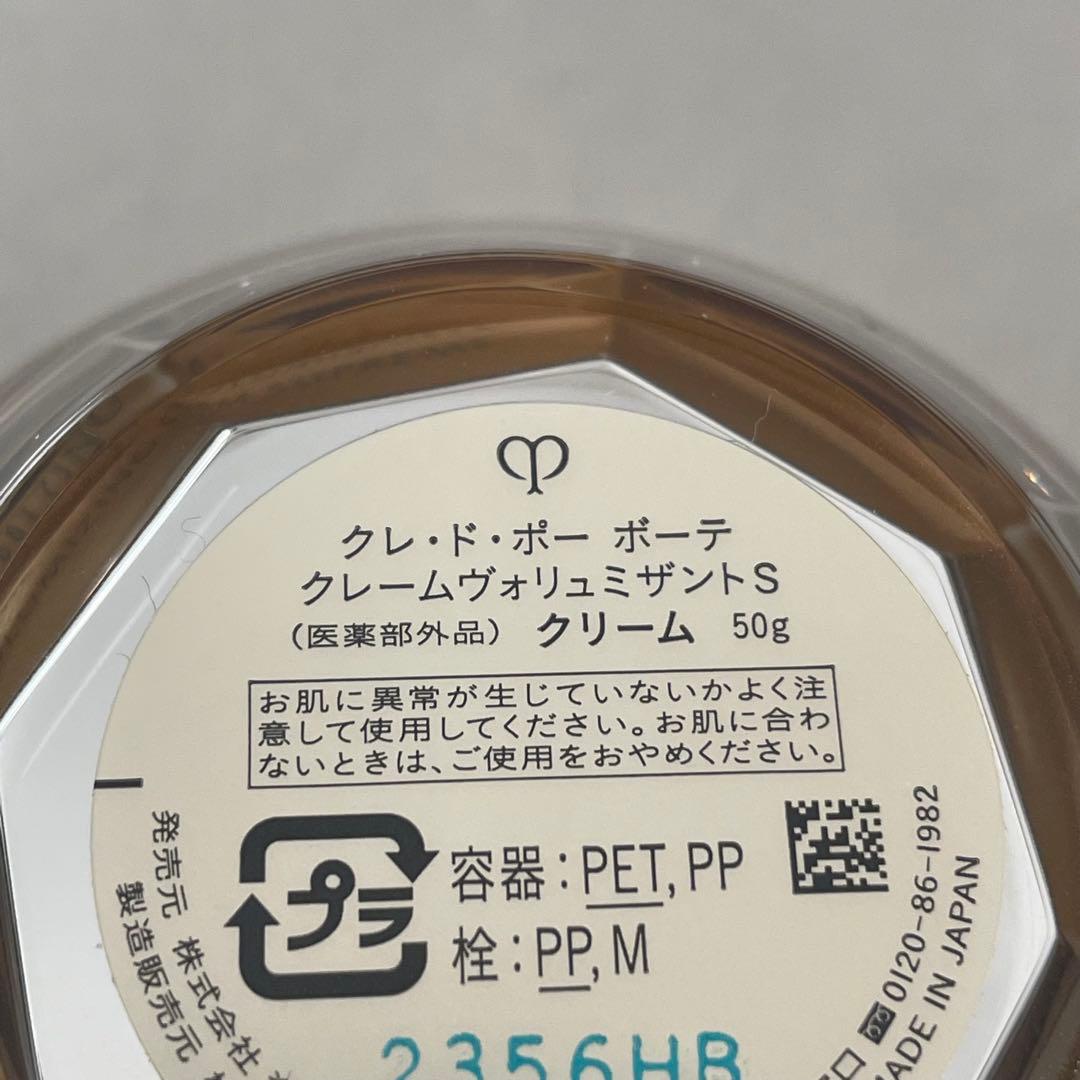 クレ・ド・ポー ボーテ
クレームヴォリュミザントS
(医薬部外品) クリーム 50g
お肌に異常が生じていないかよく注
意して使用してください。お肌に合わ
ないときは、ご使用をおやめください。
プラ
容器:PET,PP
栓:PP,M
発売元 株式会社
製造販売元
0120-86-1982
MADE IN JAPAN
2356HB